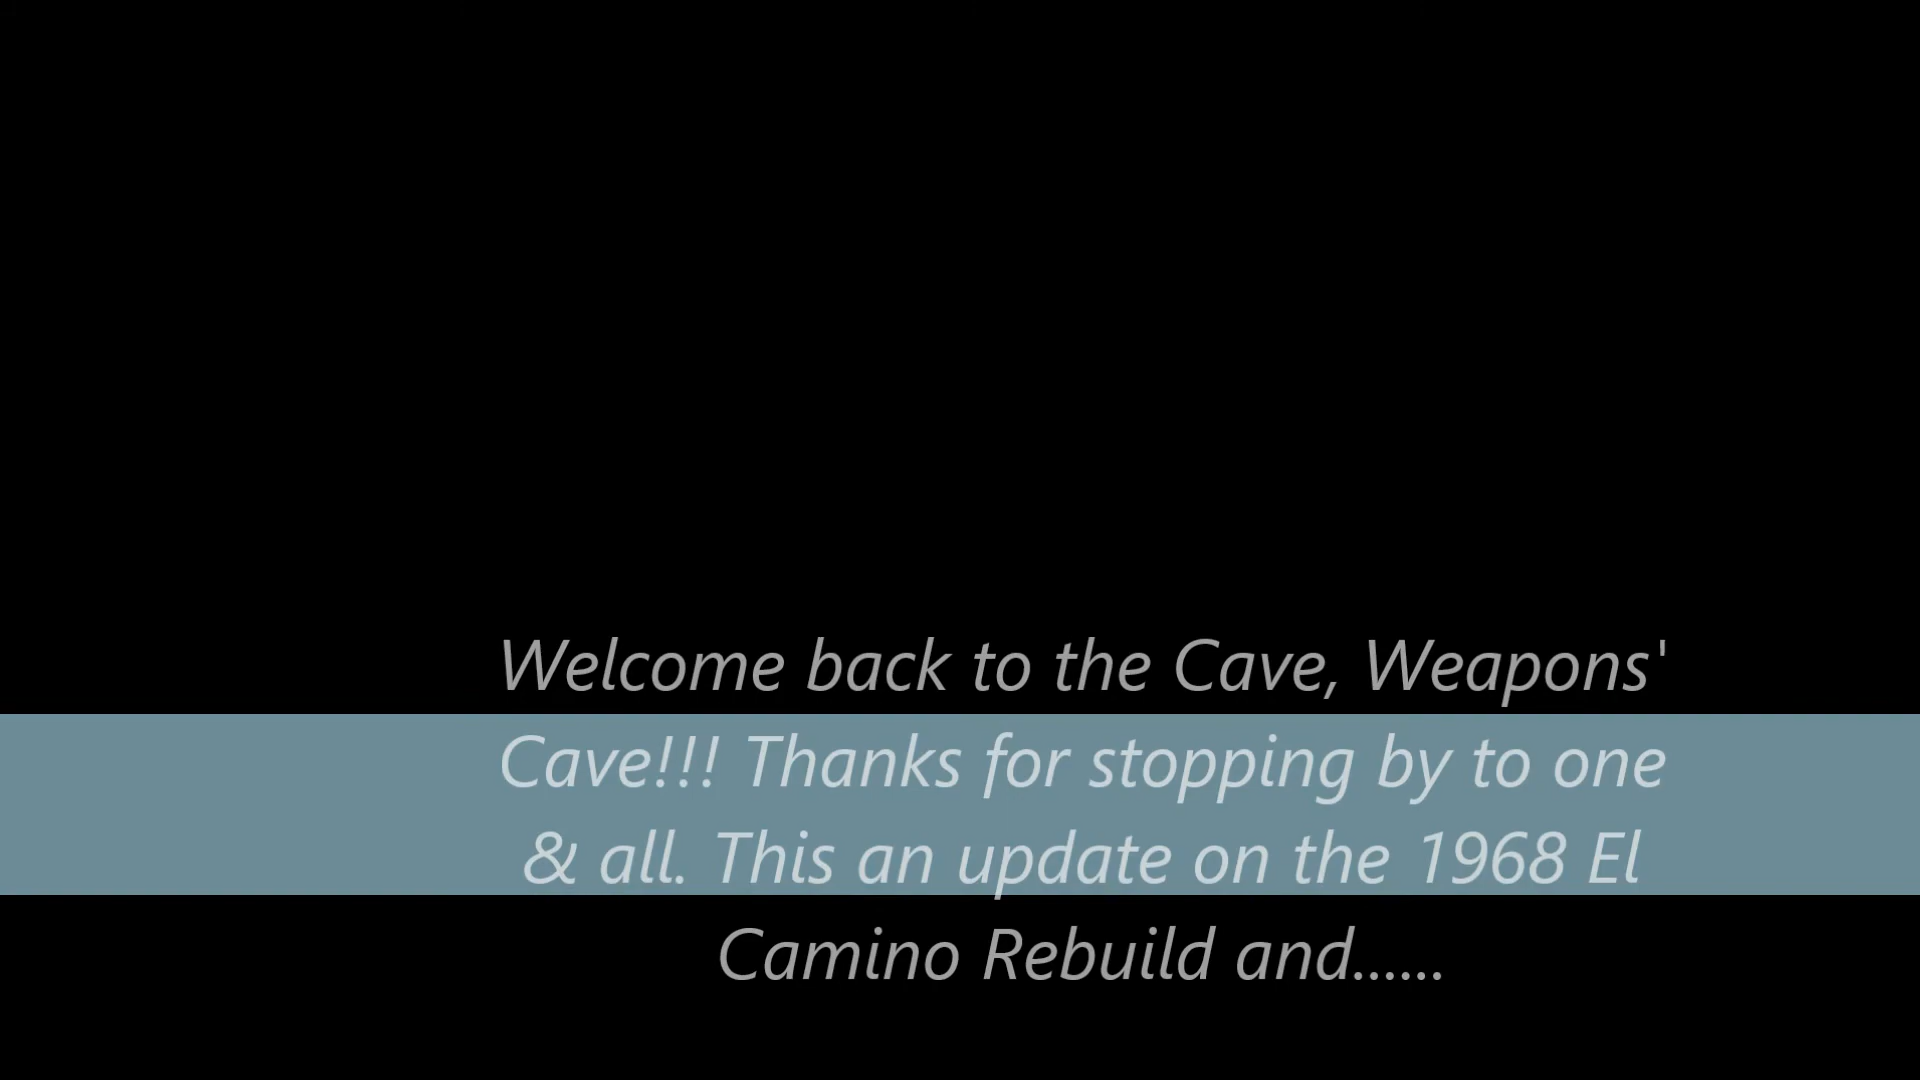 Welcome back to the Cave, Weapons'
Cave!!! Thanks for stopping by to one
& all. This an update on the 1968 El
Camino Rebuild and......